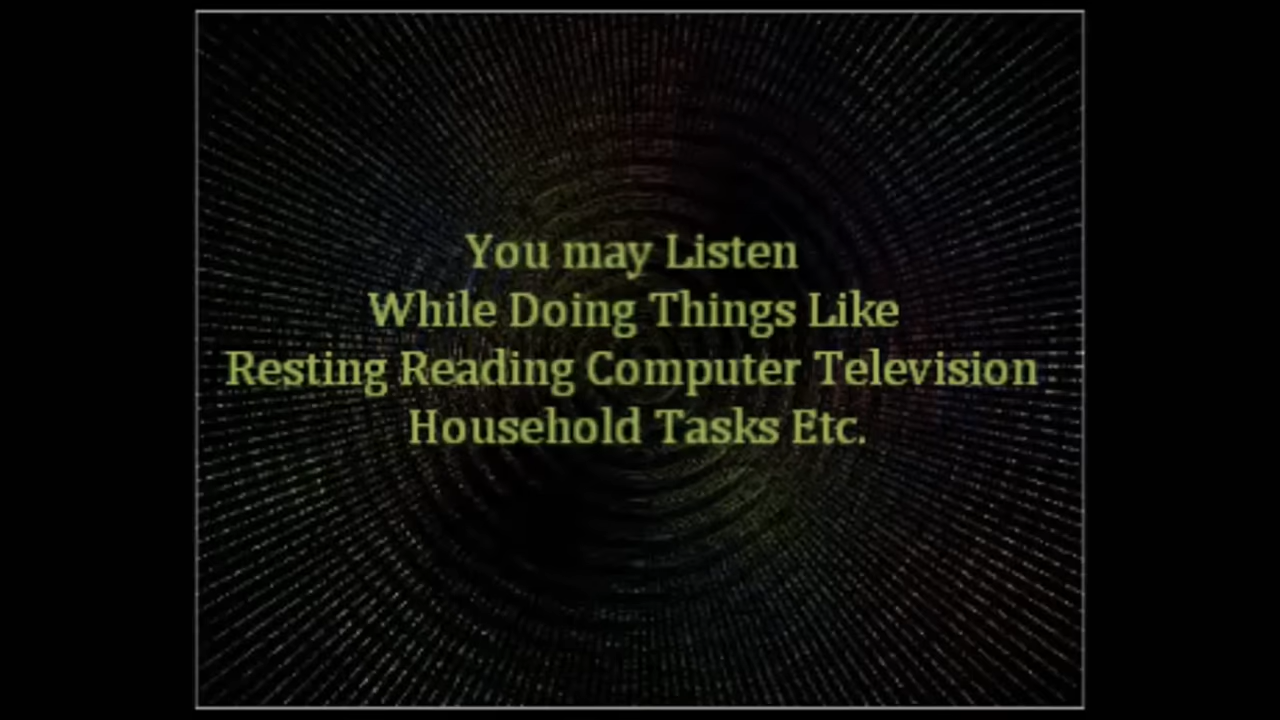 You may Listen
While Doing Things Like
Resting Reading Computer Television
Household Tasks Etc.